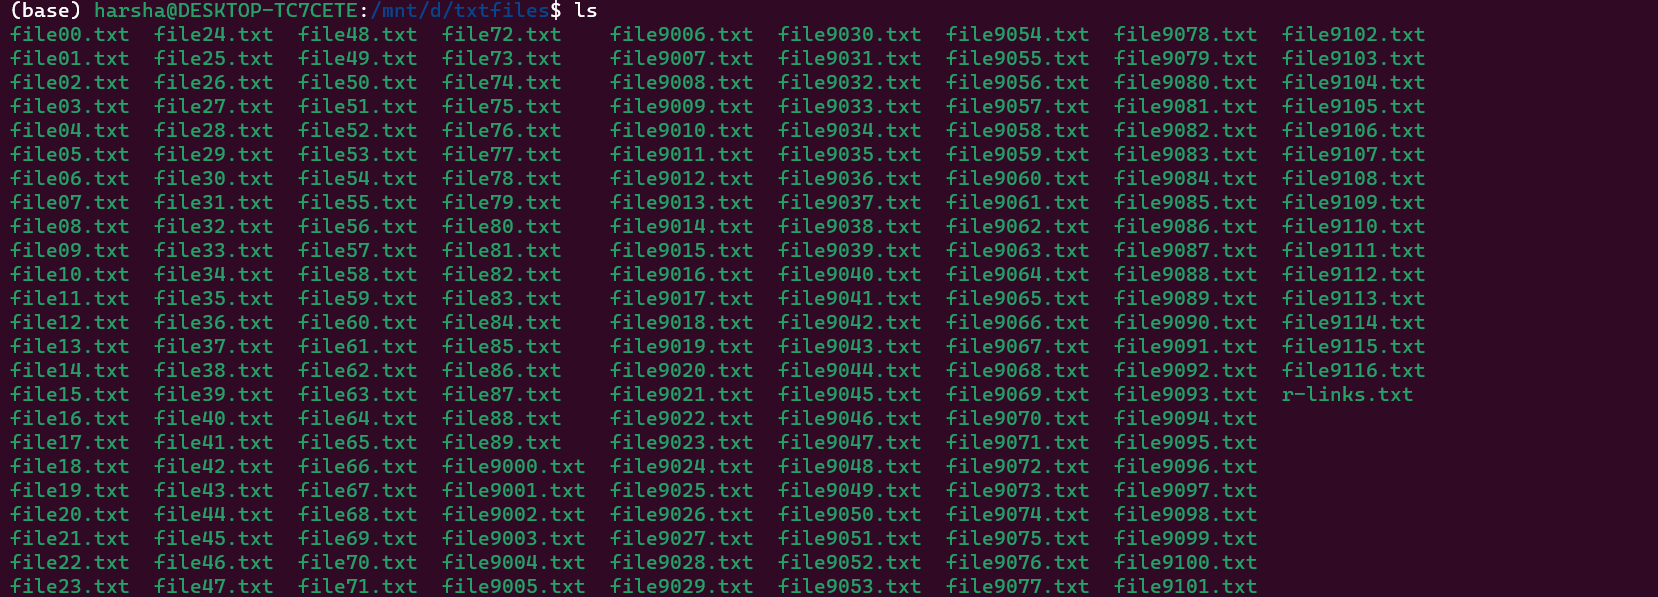 (base) harsha@DESKTOP-TC7CETE:/mnt/d/txtfiles$ ls
file00.txt  file24.txt  file48.txt  file72.txt    file9006.txt  file9030.txt  file9054.txt  file9078.txt  file9102.txt
file01.txt  file25.txt  file49.txt  file73.txt    file9007.txt  file9031.txt  file9055.txt  file9079.txt  file9103.txt
file02.txt  file26.txt  file50.txt  file74.txt    file9008.txt  file9032.txt  file9056.txt  file9080.txt  file9104.txt
file03.txt  file27.txt  file51.txt  file75.txt    file9009.txt  file9033.txt  file9057.txt  file9081.txt  file9105.txt
file04.txt  file28.txt  file52.txt  file76.txt    file9010.txt  file9034.txt  file9058.txt  file9082.txt  file9106.txt
file05.txt  file29.txt  file53.txt  file77.txt    file9011.txt  file9035.txt  file9059.txt  file9083.txt  file9107.txt
file06.txt  file30.txt  file54.txt  file78.txt    file9012.txt  file9036.txt  file9060.txt  file9084.txt  file9108.txt
file07.txt  file31.txt  file55.txt  file79.txt    file9013.txt  file9037.txt  file9061.txt  file9085.txt  file9109.txt
file08.txt  file32.txt  file56.txt  file80.txt    file9014.txt  file9038.txt  file9062.txt  file9086.txt  file9110.txt
file09.txt  file33.txt  file57.txt  file81.txt    file9015.txt  file9039.txt  file9063.txt  file9087.txt  file9111.txt
file10.txt  file34.txt  file58.txt  file82.txt    file9016.txt  file9040.txt  file9064.txt  file9088.txt  file9112.txt
file11.txt  file35.txt  file59.txt  file83.txt    file9017.txt  file9041.txt  file9065.txt  file9089.txt  file9113.txt
file12.txt  file36.txt  file60.txt  file84.txt    file9018.txt  file9042.txt  file9066.txt  file9090.txt  file9114.txt
file13.txt  file37.txt  file61.txt  file85.txt    file9019.txt  file9043.txt  file9067.txt  file9091.txt  file9115.txt
file14.txt  file38.txt  file62.txt  file86.txt    file9020.txt  file9044.txt  file9068.txt  file9092.txt  file9116.txt
file15.txt  file39.txt  file63.txt  file87.txt    file9021.txt  file9045.txt  file9069.txt  file9093.txt  r-links.txt
file16.txt  file40.txt  file64.txt  file88.txt    file9022.txt  file9046.txt  file9070.txt  file9094.txt
file17.txt  file41.txt  file65.txt  file89.txt    file9023.txt  file9047.txt  file9071.txt  file9095.txt
file18.txt  file42.txt  file66.txt  file9000.txt  file9024.txt  file9048.txt  file9072.txt  file9096.txt
file19.txt  file43.txt  file67.txt  file9001.txt  file9025.txt  file9049.txt  file9073.txt  file9097.txt
file20.txt  file44.txt  file68.txt  file9002.txt  file9026.txt  file9050.txt  file9074.txt  file9098.txt
file21.txt  file45.txt  file69.txt  file9003.txt  file9027.txt  file9051.txt  file9075.txt  file9099.txt
file22.txt  file46.txt  file70.txt  file9004.txt  file9028.txt  file9052.txt  file9076.txt  file9100.txt
file23.txt  file47.txt  file71.txt  file9005.txt  file9029.txt  file9053.txt  file9077.txt  file9101.txt